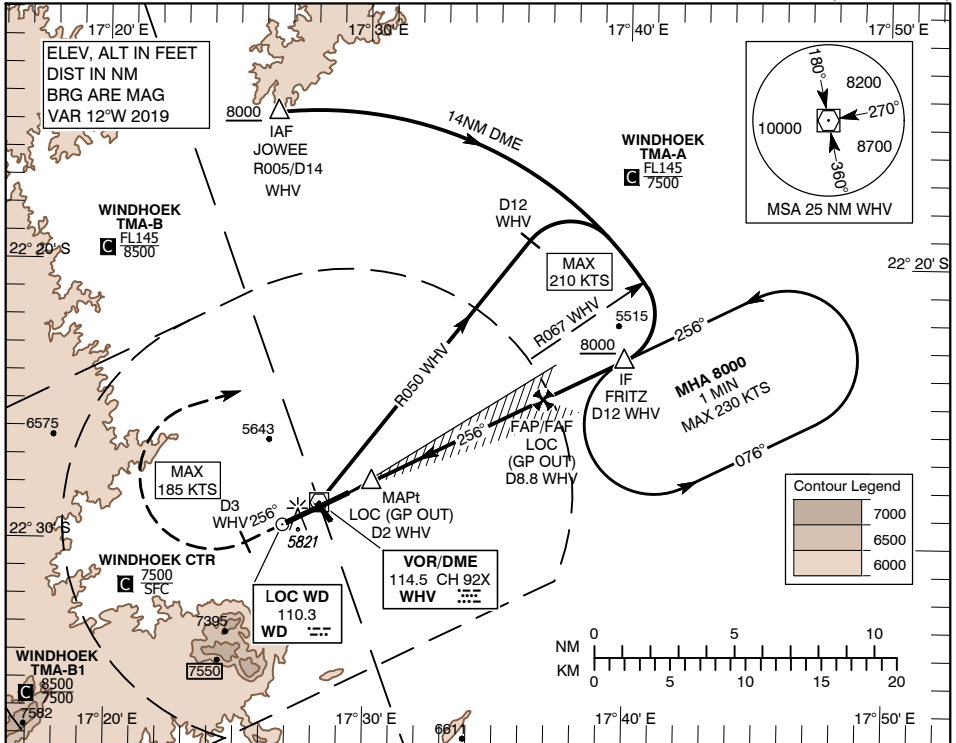 17°20' E
17°30' E
17°40' E
17°50' E
ELEV, ALT IN FEET
DIST IN NM
BRG ARE MAG
VAR 12°W 2019
8000
IAF
JOWEE
R005/D14
WHV
14NM DME
WINDHOEK
TMA-A
C FL145
7500
180°
8200
270°
10000
8700
360°
MSA 25 NM WHV
WINDHOEK
TMA-B
C FL145
8500
D12
WHV
22° 20' S
22° 20' S
MAX
210 KTS
R067 WHV
5515
8000
256°
IF
FRITZ
D12 WHV
MHA 8000
1 MIN
MAX 230 KTS
076°
R050 WHV
6575
5643
256°
FAP/FAF
LOC
(GP OUT)
D8.8 WHV
MAX
185 KTS
D3
WHV
256°
MAPt
LOC (GP OUT)
D2 WHV
5821
22° 30' S
Contour Legend
7000
6500
6000
WINDHOEK CTR
C 7500
SFC
VOR/DME
114.5 CH 92X
WHV
LOC WD
110.3
WD
7395
7550
WINDHOEK
TMA-B1
C 8500
7500
7582
NM
0 5 10
KM
0 5 10 15 20
6611
17°20' E
17°30' E
17°40' E
17°50' E